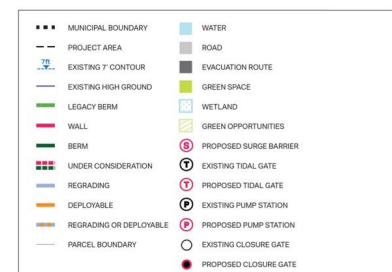 MUNICIPAL BOUNDARY
PROJECT AREA
7ft
EXISTING 7' CONTOUR
EXISTING HIGH GROUND
LEGACY BERM
WALL
BERM
UNDER CONSIDERATION
REGRADING
DEPLOYABLE
REGRADING OR DEPLOYABLE
PARCEL BOUNDARY
WATER
ROAD
EVACUATION ROUTE
GREEN SPACE
WETLAND
GREEN OPPORTUNITIES
S PROPOSED SURGE BARRIER
T EXISTING TIDAL GATE
T PROPOSED TIDAL GATE
P EXISTING PUMP STATION
P PROPOSED PUMP STATION
EXISTING CLOSURE GATE
PROPOSED CLOSURE GATE